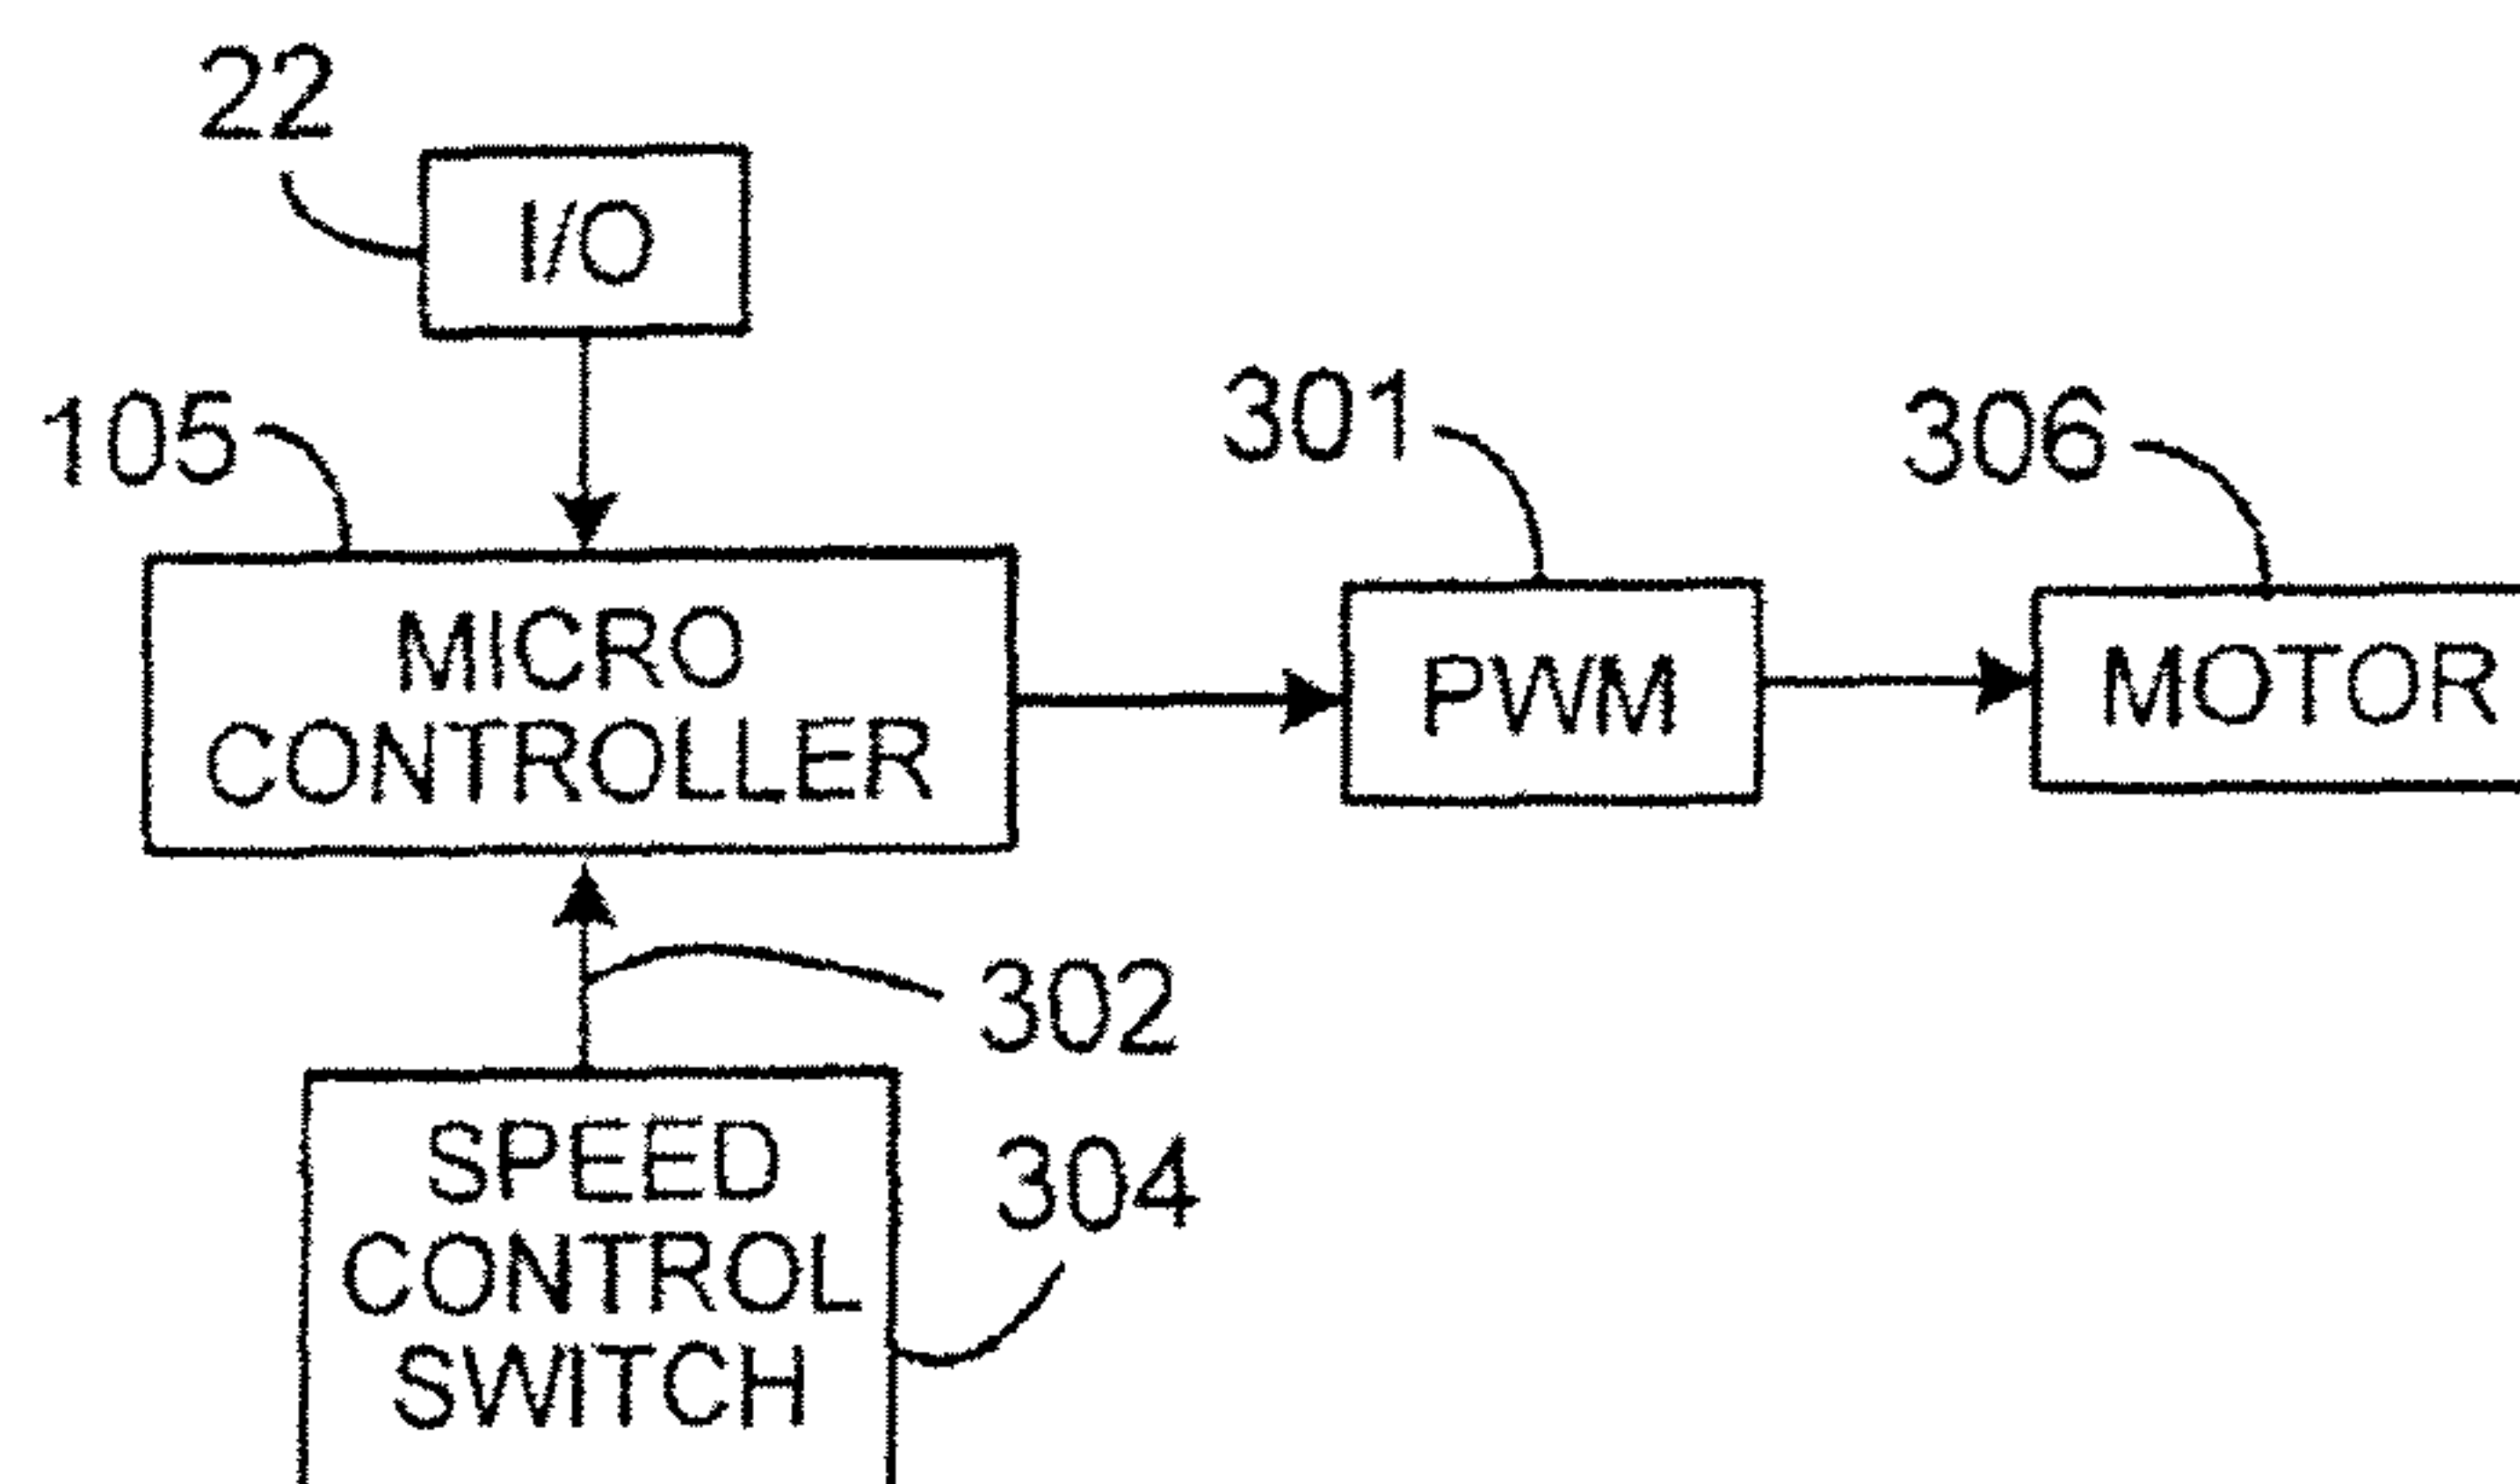 22
I/O
105
301
306
MICRO
CONTROLLER
PWM
MOTOR
302
SPEED
CONTROL
SWITCH
304